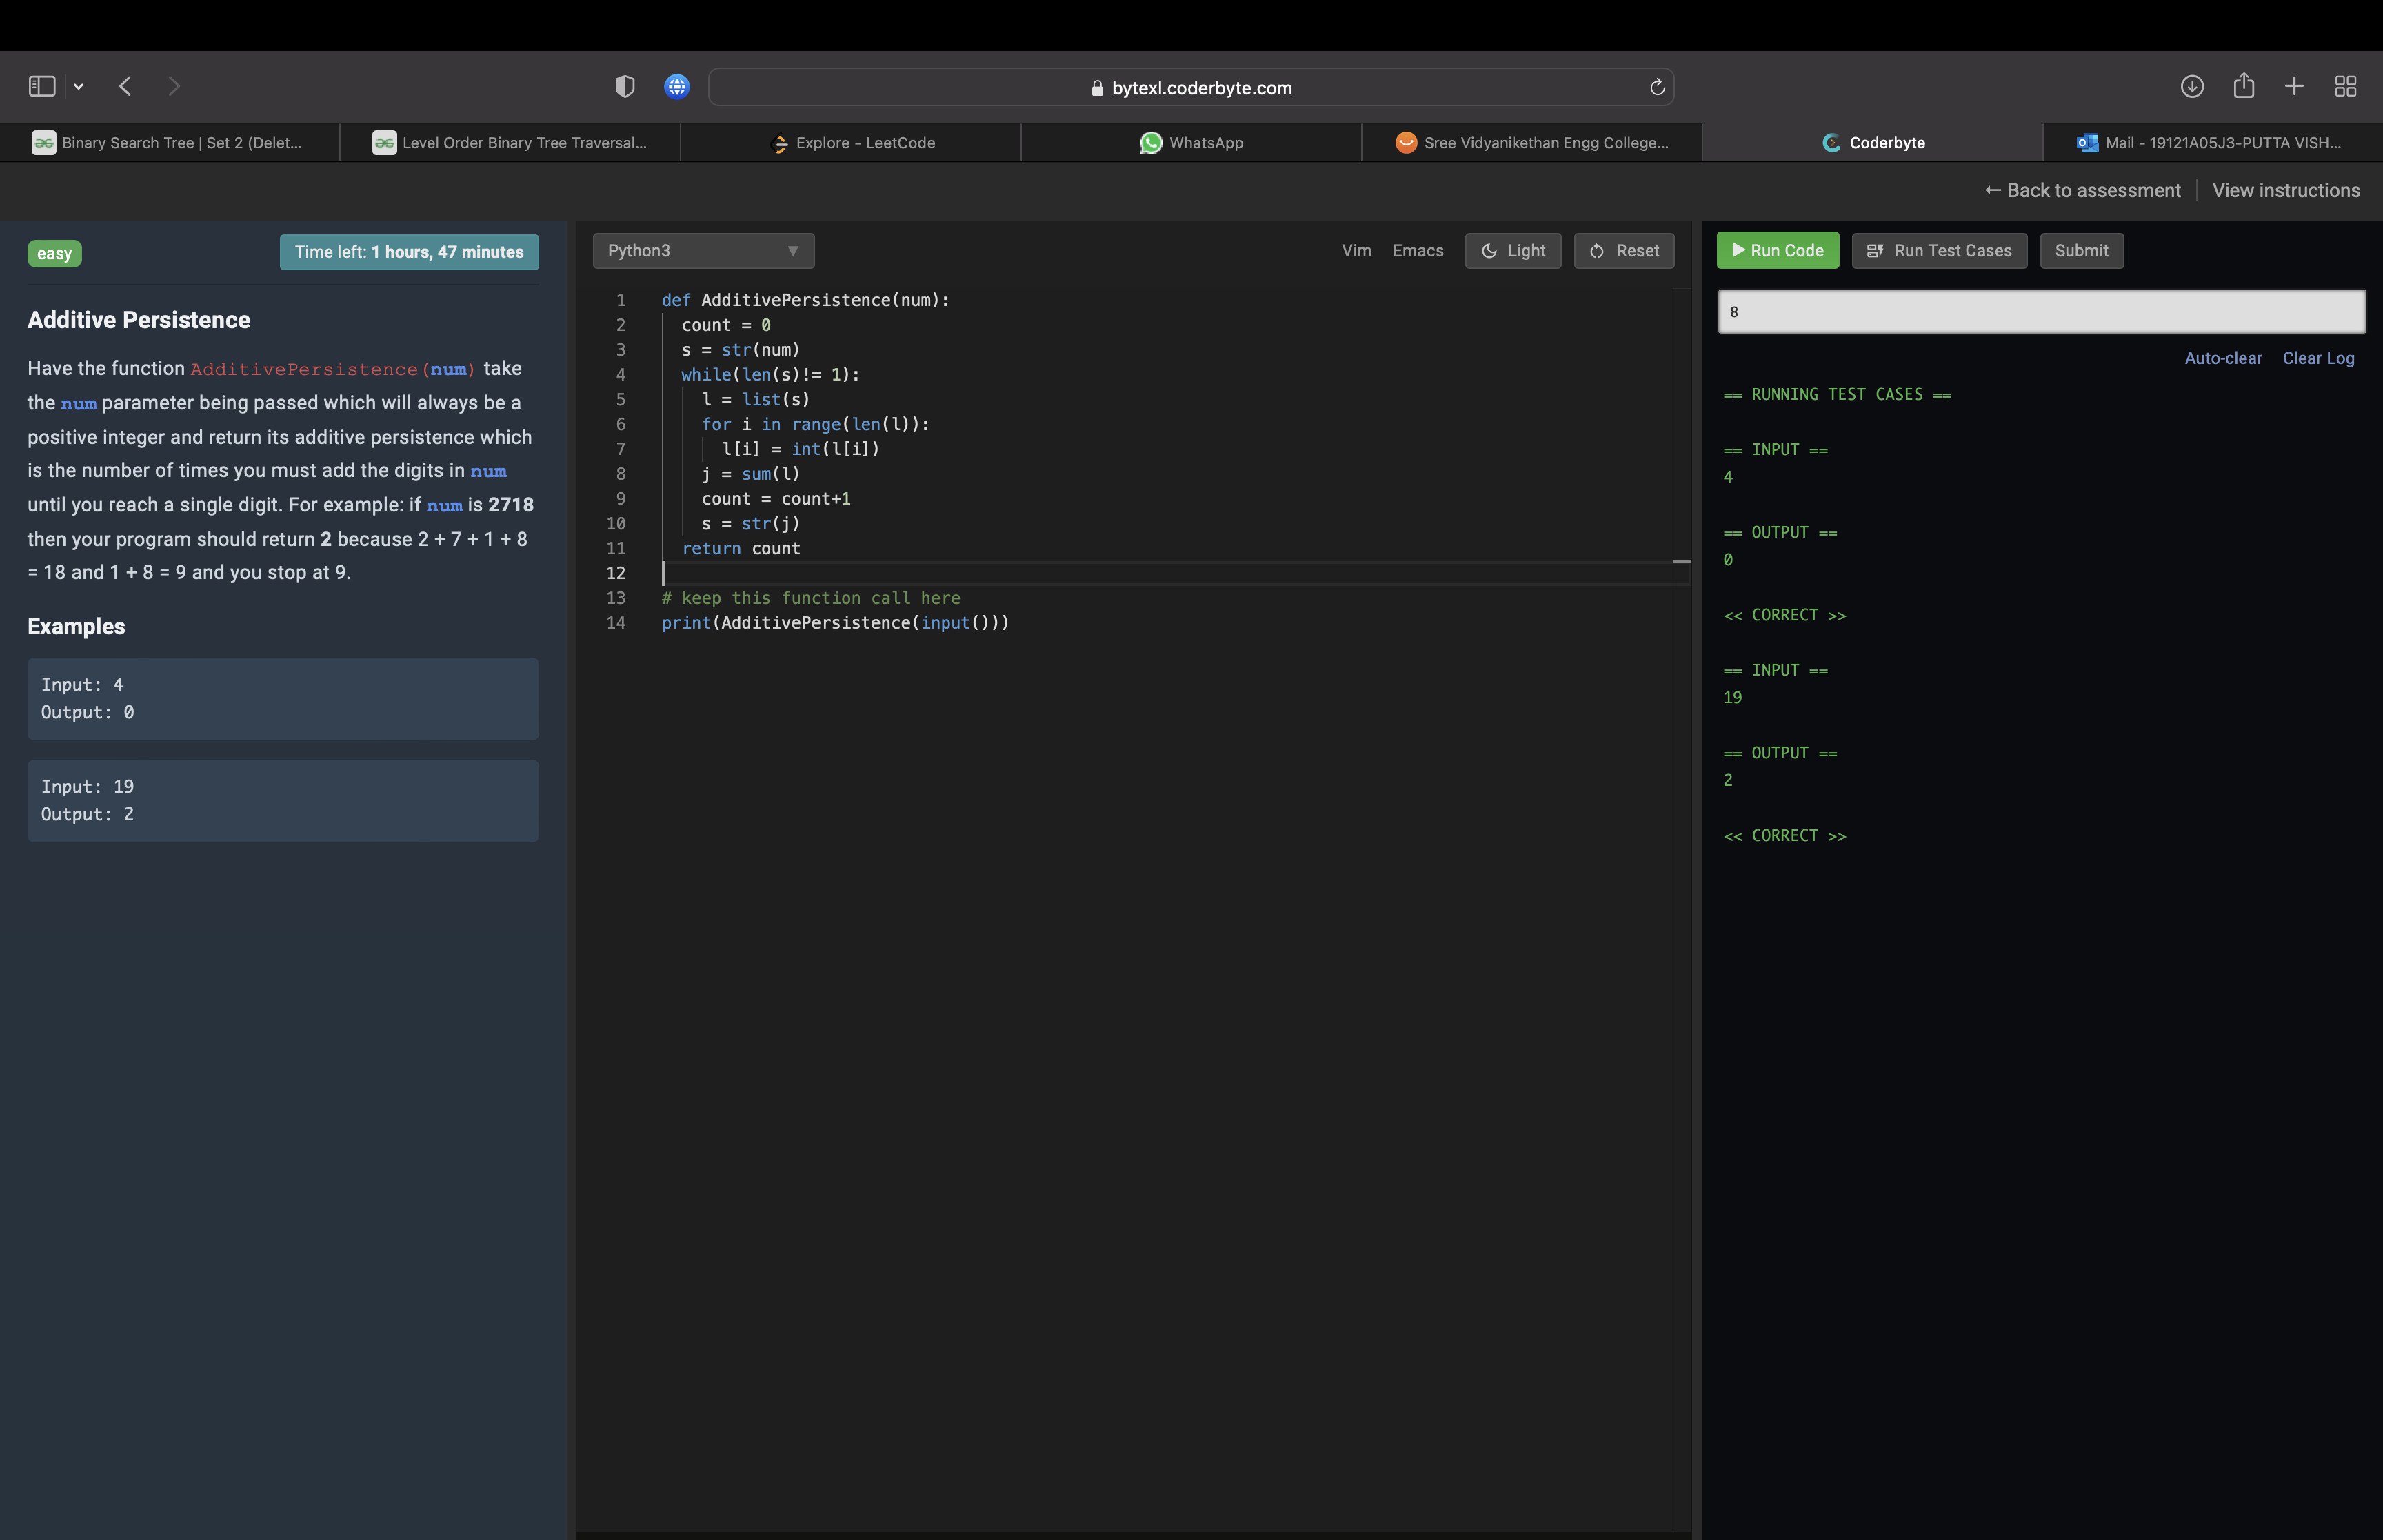 bytexl.coderbyte.com
Binary Search Tree | Set 2 (Delet...
Level Order Binary Tree Traversal...
Explore - LeetCode
WhatsApp
Sree Vidyanikethan Engg College...
Coderbyte
Mail - 19121A05J3-PUTTA VISH...
← Back to assessment
View instructions
easy
Time left: 1 hours, 47 minutes
Additive Persistence
Have the function AdditivePersistence(num) take
the num parameter being passed which will always be a
positive integer and return its additive persistence which
is the number of times you must add the digits in num
until you reach a single digit. For example: if num is 2718
then your program should return 2 because 2 + 7 + 1 + 8
= 18 and 1 + 8 = 9 and you stop at 9.
Examples
Input: 4
Output: 0
Input: 19
Output: 2
Python3
Vim
Emacs
Light
Reset
1 def AdditivePersistence(num):
2 count = 0
3 s = str(num)
4 while(len(s)!= 1):
5 l = list(s)
6 for i in range(len(l)):
7 l[i] = int(l[i])
8 j = sum(l)
9 count = count+1
10 s = str(j)
11 return count
12
13 # keep this function call here
14 print(AdditivePersistence(input()))
Run Code
Run Test Cases
Submit
8
Auto-clear
Clear Log
== RUNNING TEST CASES ==
== INPUT ==
4
== OUTPUT ==
0
<< CORRECT >>
== INPUT ==
19
== OUTPUT ==
2
<< CORRECT >>